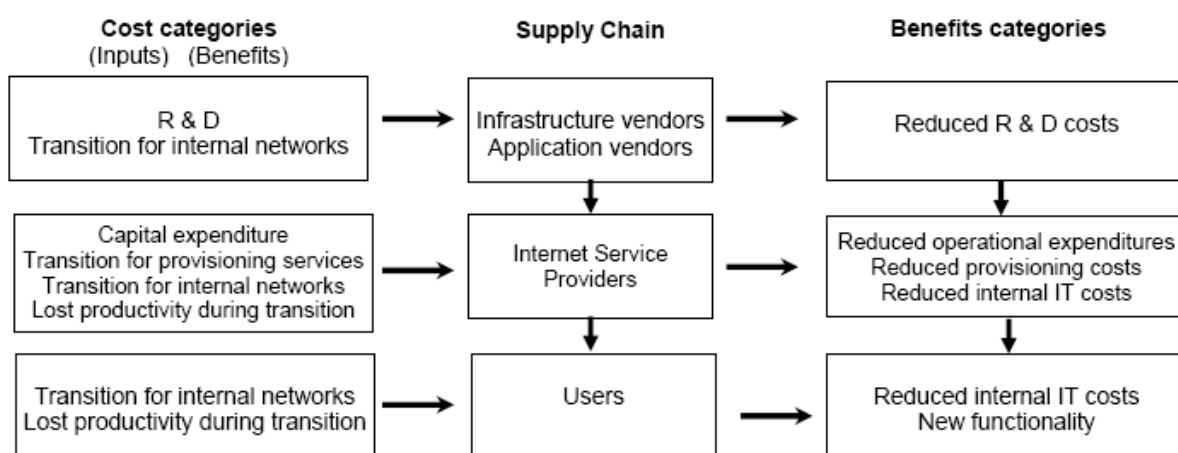 Cost categories
(Inputs) (Benefits)
Supply Chain
Benefits categories
R & D
Transition for internal networks
Infrastructure vendors
Application vendors
Reduced R & D costs
Capital expenditure
Transition for provisioning services
Transition for internal networks
Lost productivity during transition
Internet Service
Providers
Reduced operational expenditures
Reduced provisioning costs
Reduced internal IT costs
Transition for internal networks
Lost productivity during transition
Users
Reduced internal IT costs
New functionality